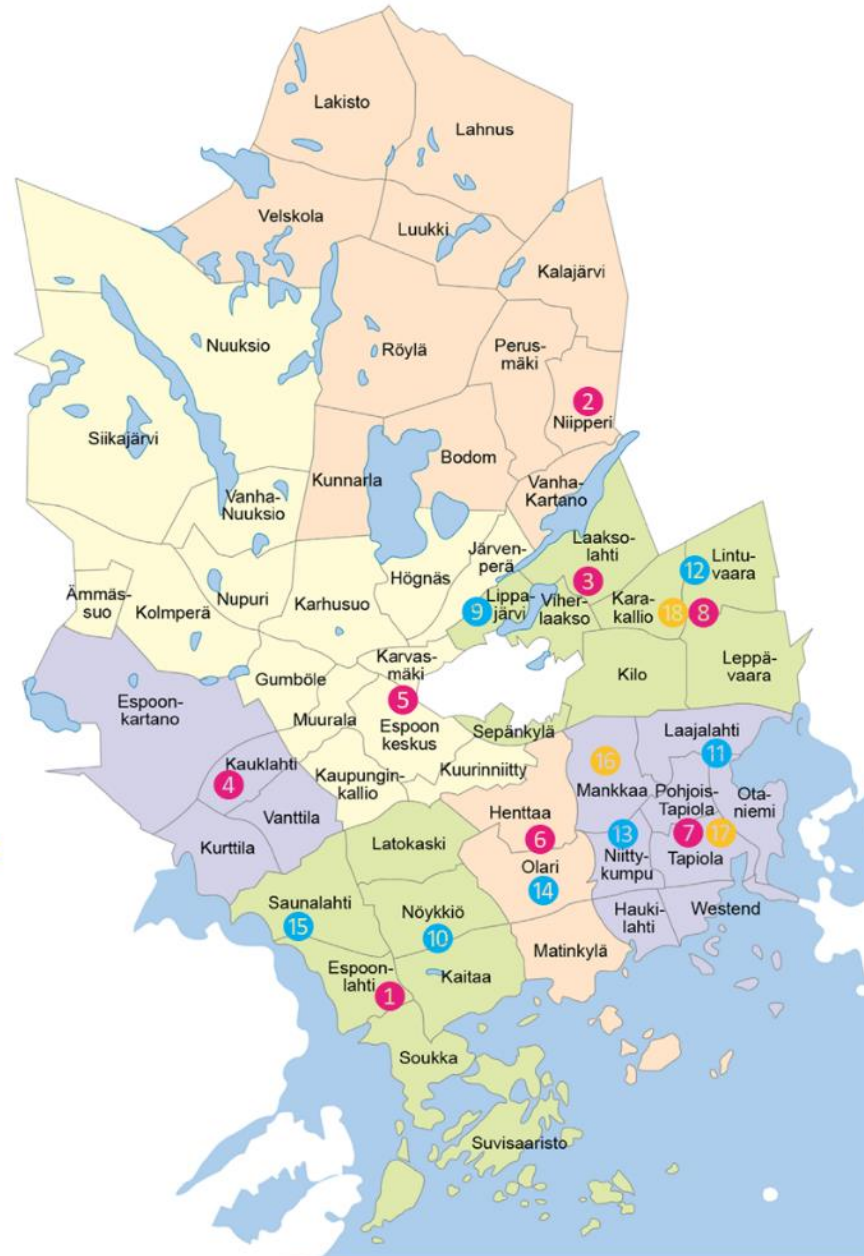 Lakisto
Lahnus
Velskola
Luukki
Kalajärvi
Nuuksio
Röylä
Perus-
mäki
2
Niipperi
Siikajärvi
Bodom
Kunnarla
Vanha-
Kartano
Vanha-
Nuuksio
Laakso-
lahti
3
Järven-
perä
Högnäs
12
Lintu-
vaara
Ämmäs-
suo
Kolmperä
Nupuri
Karhusuo
9
Lippa-
järvi
Viher-
laakso
Kara-
kallio
18
8
Karvas-
mäki
Gumböle
Kilo
Leppä-
vaara
Espoon-
kartano
5
Muurala
Espoon
keskus
Sepänkylä
Laajalahti
11
Kauklahti
4
Kaupungin-
kallio
Kuurinniitty
16
Mankkaa
Pohjois-
Tapiola
Ota-
niemi
Vanttila
Henttaa
6
13
7
17
Kurttila
Latokaski
Niitty-
kumpu
Tapiola
Olari
14
Saunalahti
15
Nöykkiö
10
Hauki-
lahti
Westend
Matinkylä
Espoon-
lahti
1
Kaitaa
Soukka
Suvisaaristo